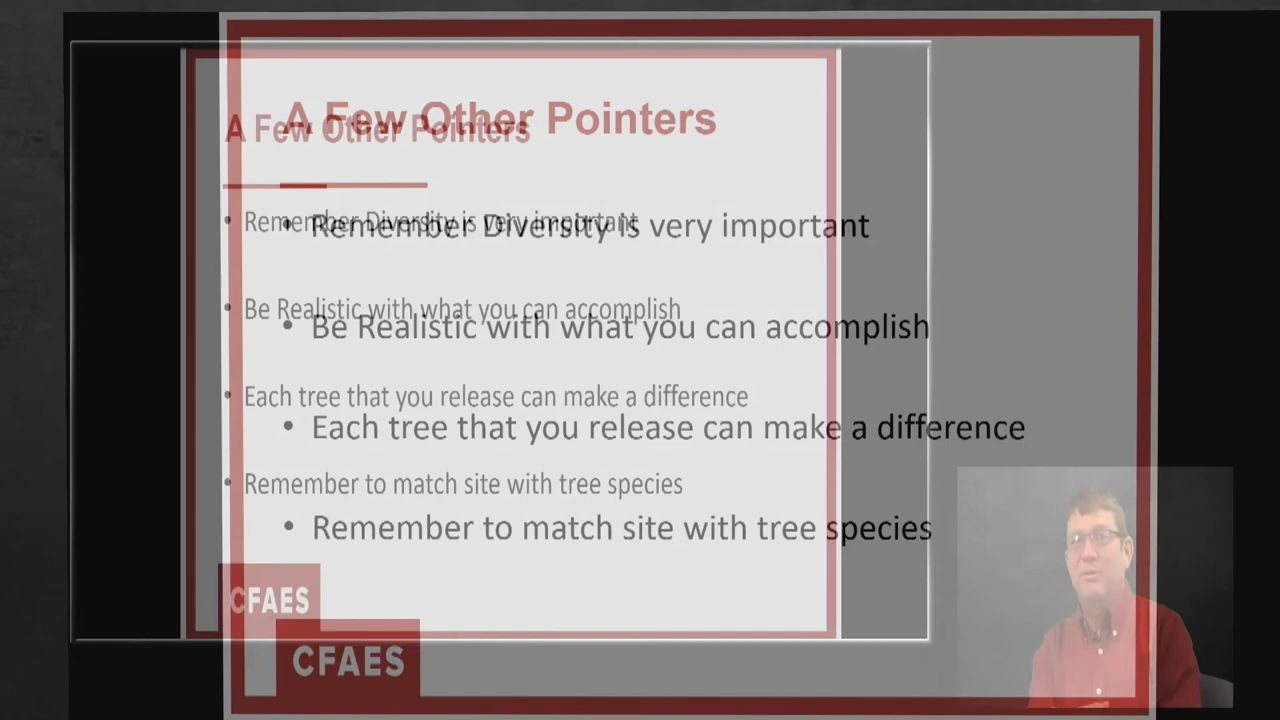 A Few Other Pointers
A Few Other Pointers
• Remember Diversity is very important
• Remember Diversity is very important
• Be Realistic with what you can accomplish
• Be Realistic with what you can accomplish
• Each tree that you release can make a difference
• Each tree that you release can make a difference
• Remember to match site with tree species
• Remember to match site with tree species
CFAES
CFAES